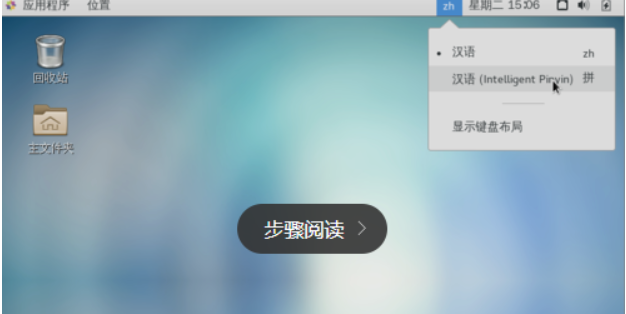 应用程序 位置 zh 星期二 15:06
汉语 zh
汉语 (Intelligent Pinyin) 拼
显示键盘布局
回收站
主文件夹
步骤阅读